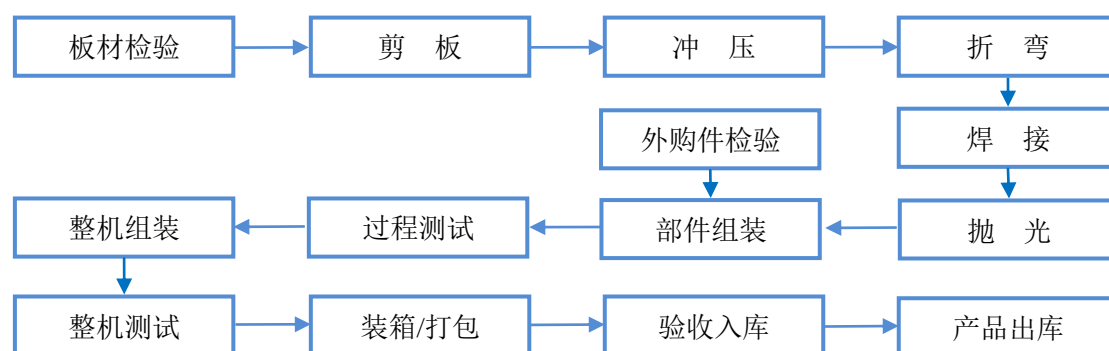 板材检验
剪 板
冲 压
折 弯
外购件检验
焊 接
整机组装
过程测试
部件组装
抛 光
整机测试
装箱/打包
验收入库
产品出库